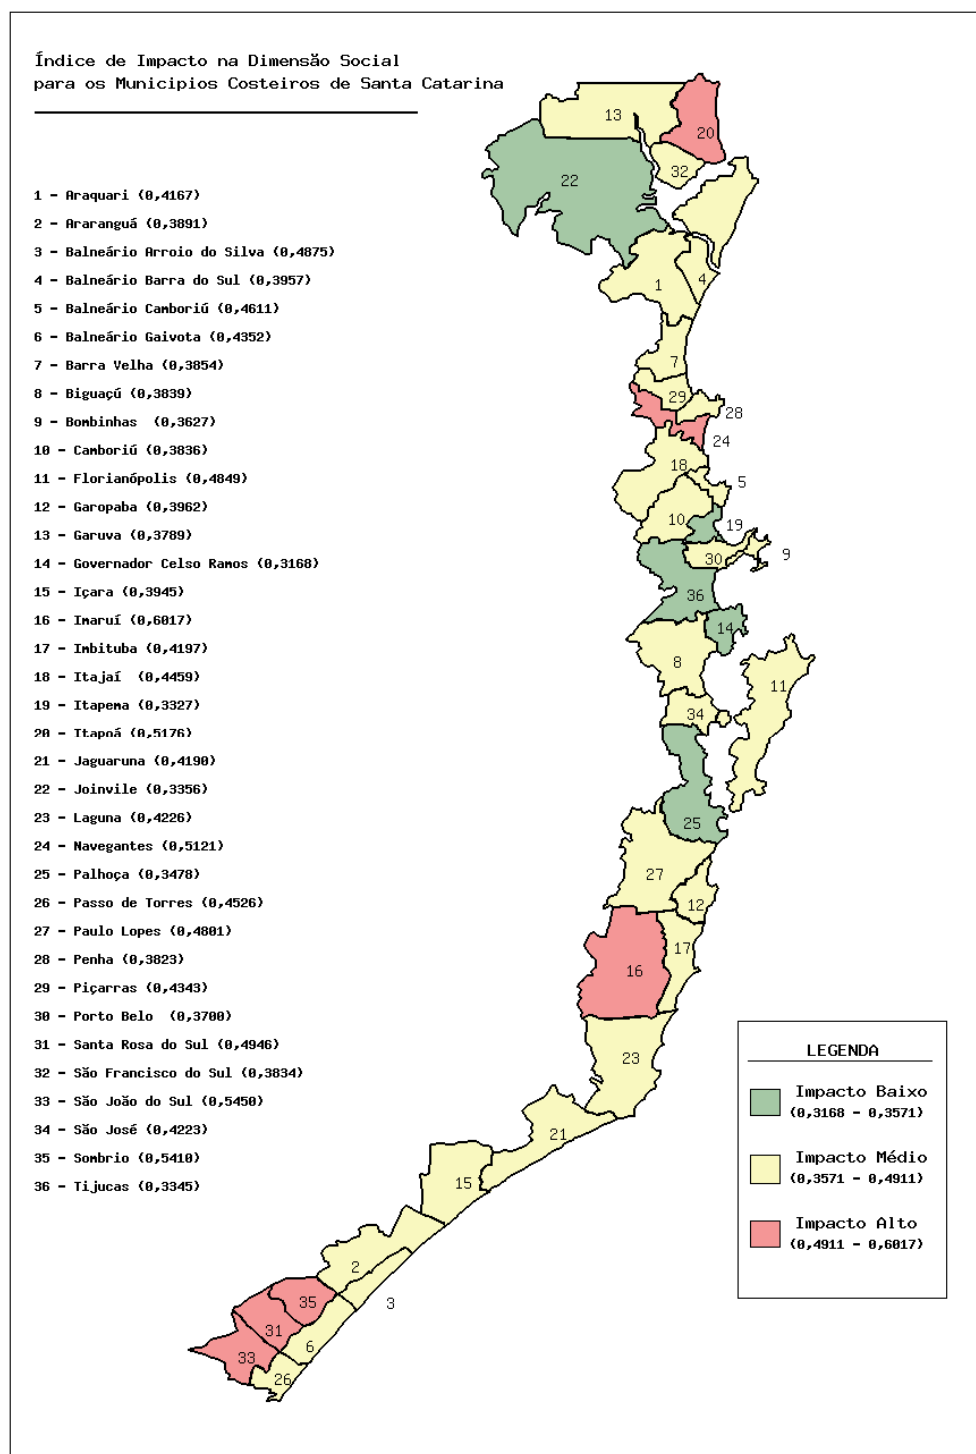 Índice de Impacto na Dimensão Social
para os Municipios Costeiros de Santa Catarina
1 - Araquari (0,4167)
2 - Araranguá (0,3891)
3 - Balneário Arroio do Silva (0,4875)
4 - Balneário Barra do Sul (0,3957)
5 - Balneário Camboriú (0,4611)
6 - Balneário Gaivota (0,4352)
7 - Barra Velha (0,3854)
8 - Biguaçú (0,3839)
9 - Bombinhas (0,3627)
10 - Camboriú (0,3836)
11 - Florianópolis (0,4849)
12 - Garopaba (0,3962)
13 - Garuva (0,3789)
14 - Governador Celso Ramos (0,3168)
15 - Içara (0,3945)
16 - Imaruí (0,6017)
17 - Imbituba (0,4197)
18 - Itajaí (0,4459)
19 - Itapema (0,3327)
20 - Itapoá (0,5176)
21 - Jaguaruna (0,4190)
22 - Joinvile (0,3356)
23 - Laguna (0,4226)
24 - Navegantes (0,5121)
25 - Palhoça (0,3478)
26 - Passo de Torres (0,4526)
27 - Paulo Lopes (0,4801)
28 - Penha (0,3823)
29 - Piçarras (0,4343)
30 - Porto Belo (0,3700)
31 - Santa Rosa do Sul (0,4946)
32 - São Francisco do Sul (0,3834)
33 - São João do Sul (0,5450)
34 - São José (0,4223)
35 - Sombrio (0,5410)
36 - Tijucas (0,3345)
13
20
32
22
4
1
7
29
28
24
18
5
10
19
30
9
36
14
8
11
34
25
27
12
17
16
23
21
15
2
3
35
31
6
33
26
LEGENDA
Impacto Baixo
(0,3168 - 0,3571)
Impacto Médio
(0,3571 - 0,4911)
Impacto Alto
(0,4911 - 0,6017)